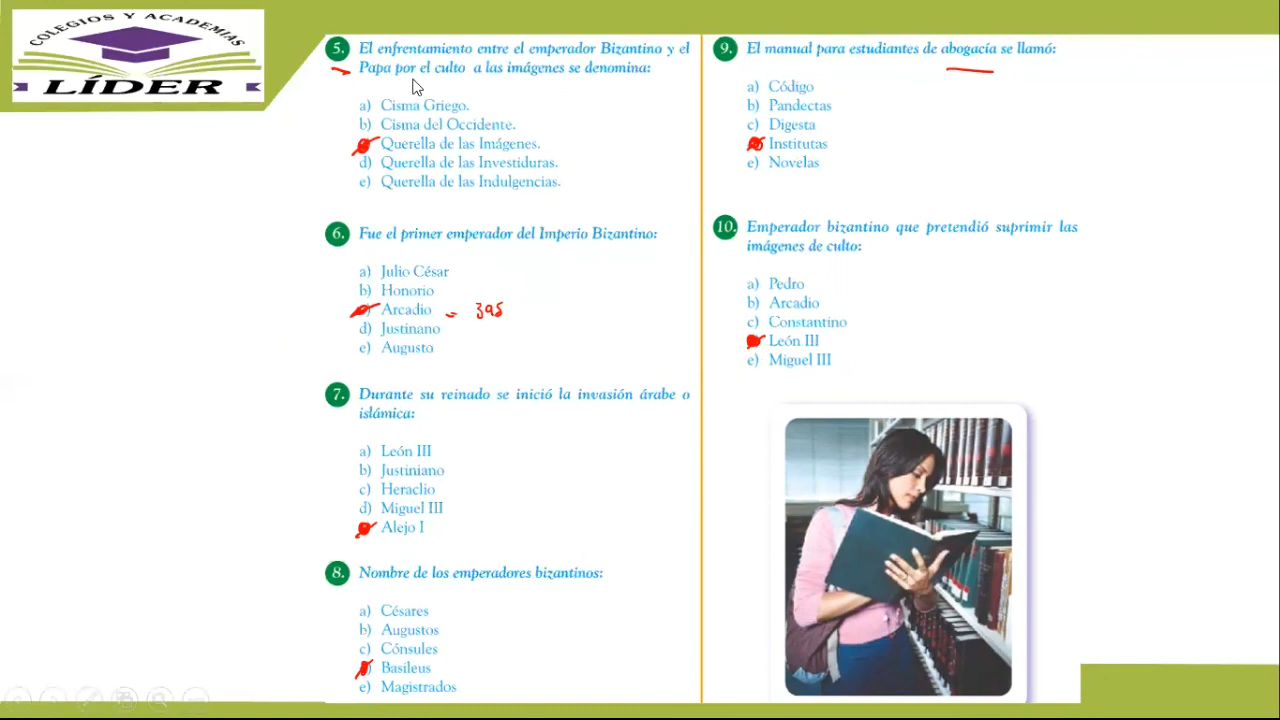 COLEGIOS Y ACADEMIAS
LÍDER
5. El enfrentamiento entre el emperador Bizantino y el
Papa por el culto a las imágenes se denomina:
a) Cisma Griego.
b) Cisma del Occidente.
Querella de las Imágenes.
d) Querella de las Investiduras.
e) Querella de las Indulgencias.
6. Fue el primer emperador del Imperio Bizantino:
a) Julio César
b) Honorio
Arcadio = 395
d) Justinano
e) Augusto
7. Durante su reinado se inició la invasión árabe o
islámica:
a) León III
b) Justiniano
c) Heraclio
d) Miguel III
Alejo I
8. Nombre de los emperadores bizantinos:
a) Césares
b) Augustos
c) Cónsules
) Basileus
e) Magistrados
9. El manual para estudiantes de abogacía se llamó:
a) Código
b) Pandectas
c) Digesta
Institutas
e) Novelas
10. Emperador bizantino que pretendió suprimir las
imágenes de culto:
a) Pedro
b) Arcadio
c) Constantino
León III
e) Miguel III